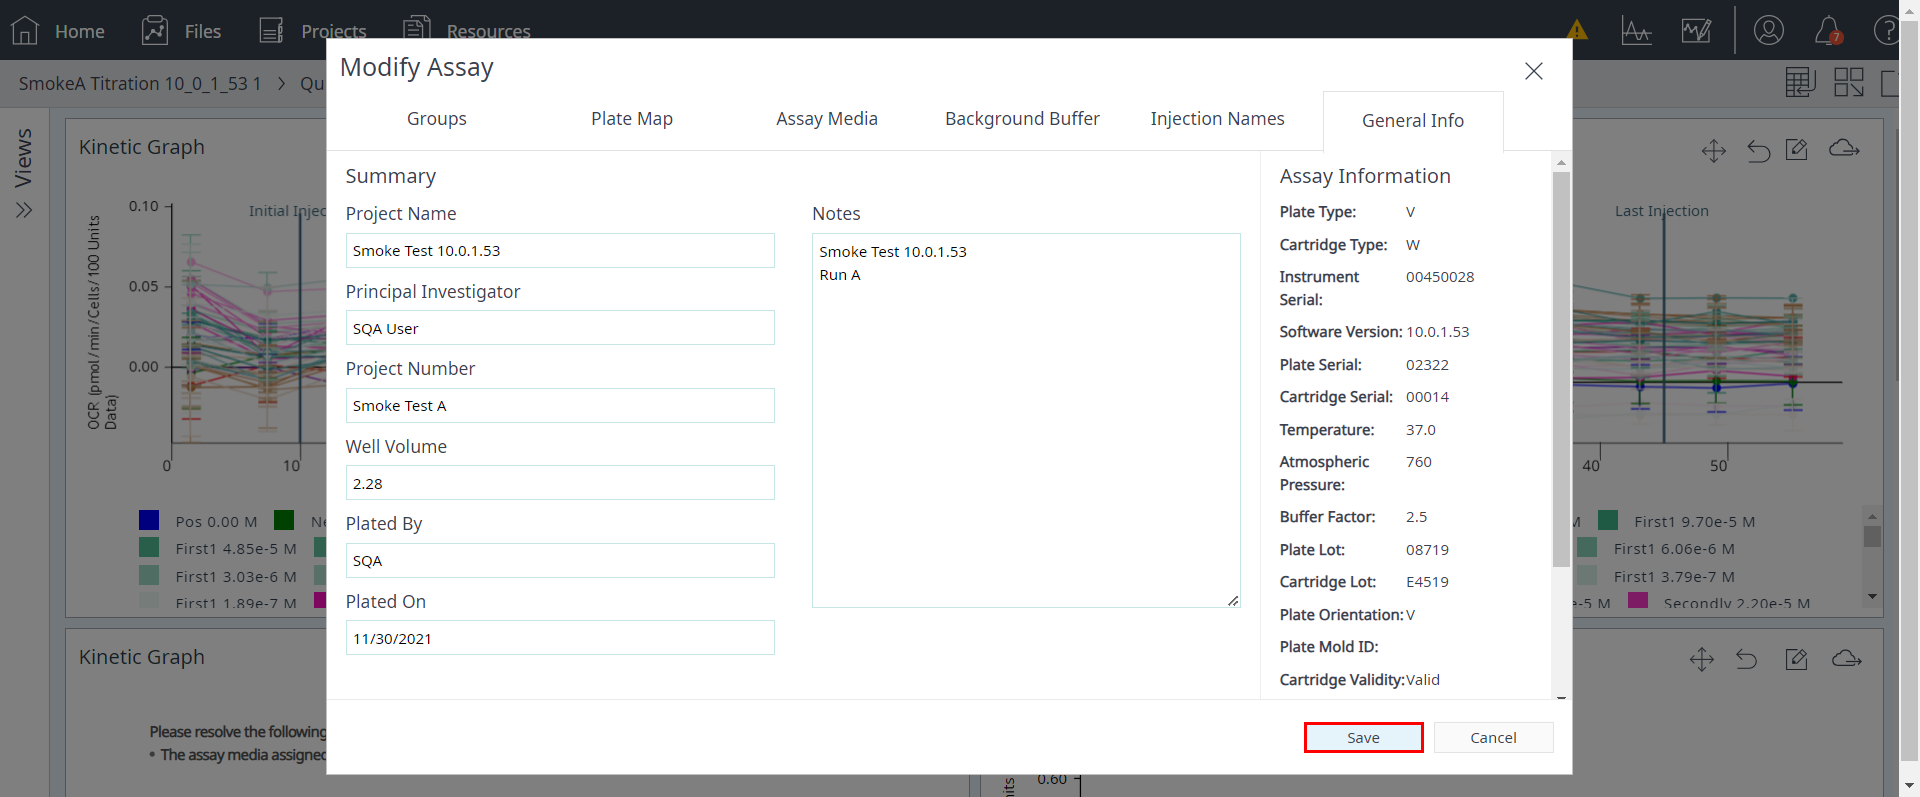 Home
Files
Projects
Resources
7
SmokeA Titration 10_0_1_53 1 > Qu
Views
Kinetic Graph
OCR (pmol/min/Cells/100 Units Data)
0.10
0.05
0.00
0
10
Initial Injec
Pos 0.00 M
Ne
First1 4.85e-5 M
First1 3.03e-6 M
First1 1.89e-7 M
Kinetic Graph
Please resolve the following
• The assay media assigned
Modify Assay
Groups
Plate Map
Assay Media
Background Buffer
Injection Names
General Info
Summary
Project Name
Smoke Test 10.0.1.53
Principal Investigator
SQA User
Project Number
Smoke Test A
Well Volume
2.28
Plated By
SQA
Plated On
11/30/2021
Notes
Smoke Test 10.0.1.53
Run A
Assay Information
Plate Type: V
Cartridge Type: W
Instrument Serial: 00450028
Software Version: 10.0.1.53
Plate Serial: 02322
Cartridge Serial: 00014
Temperature: 37.0
Atmospheric Pressure: 760
Buffer Factor: 2.5
Plate Lot: 08719
Cartridge Lot: E4519
Plate Orientation: V
Plate Mold ID:
Cartridge Validity: Valid
Save
Cancel
Last Injection
40
50
M
First1 9.70e-5 M
First1 6.06e-6 M
First1 3.79e-7 M
e-5 M
Secondly 2.20e-5 M
0.60
its